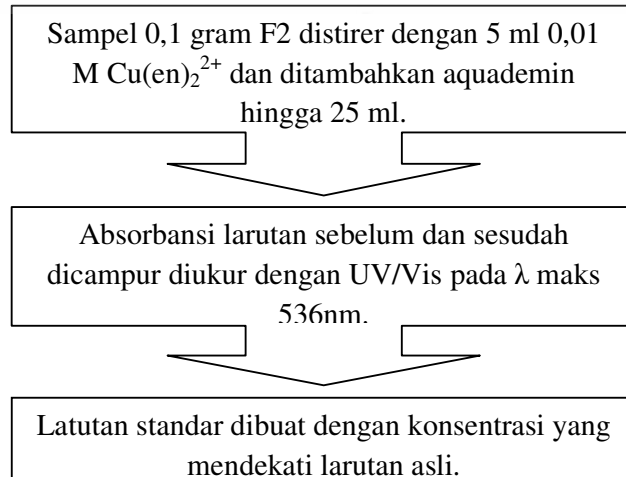 Sampel 0,1 gram F2 distirer dengan 5 ml 0,01
M Cu(en)₂²⁺ dan ditambahkan aquademin
hingga 25 ml.
Absorbansi larutan sebelum dan sesudah
dicampur diukur dengan UV/Vis pada λ maks
536nm.
Latutan standar dibuat dengan konsentrasi yang
mendekati larutan asli.